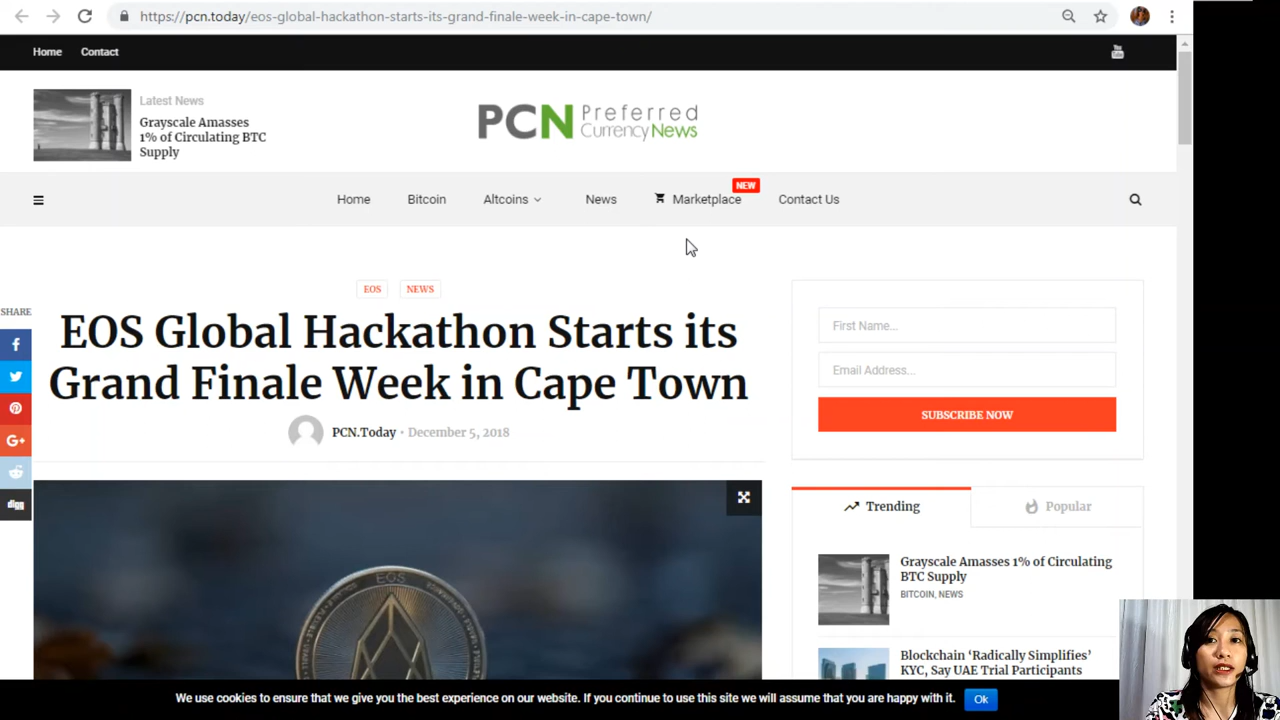 https://pcn.today/eos-global-hackathon-starts-its-grand-finale-week-in-cape-town/
Home Contact
You
Tube
Latest News
Grayscale Amasses
1% of Circulating BTC
Supply
PCN Preferred
Currency News
Home Bitcoin Altcoins News Marketplace NEW Contact Us
EOS NEWS
EOS Global Hackathon Starts its
Grand Finale Week in Cape Town
PCN.Today • December 5, 2018
SHARE
f
G+
digg
EOS
First Name...
Email Address...
SUBSCRIBE NOW
Trending Popular
Grayscale Amasses 1% of Circulating
BTC Supply
BITCOIN, NEWS
Blockchain ‘Radically Simplifies’
KYC, Say UAE Trial Participants
We use cookies to ensure that we give you the best experience on our website. If you continue to use this site we will assume that you are happy with it. Ok